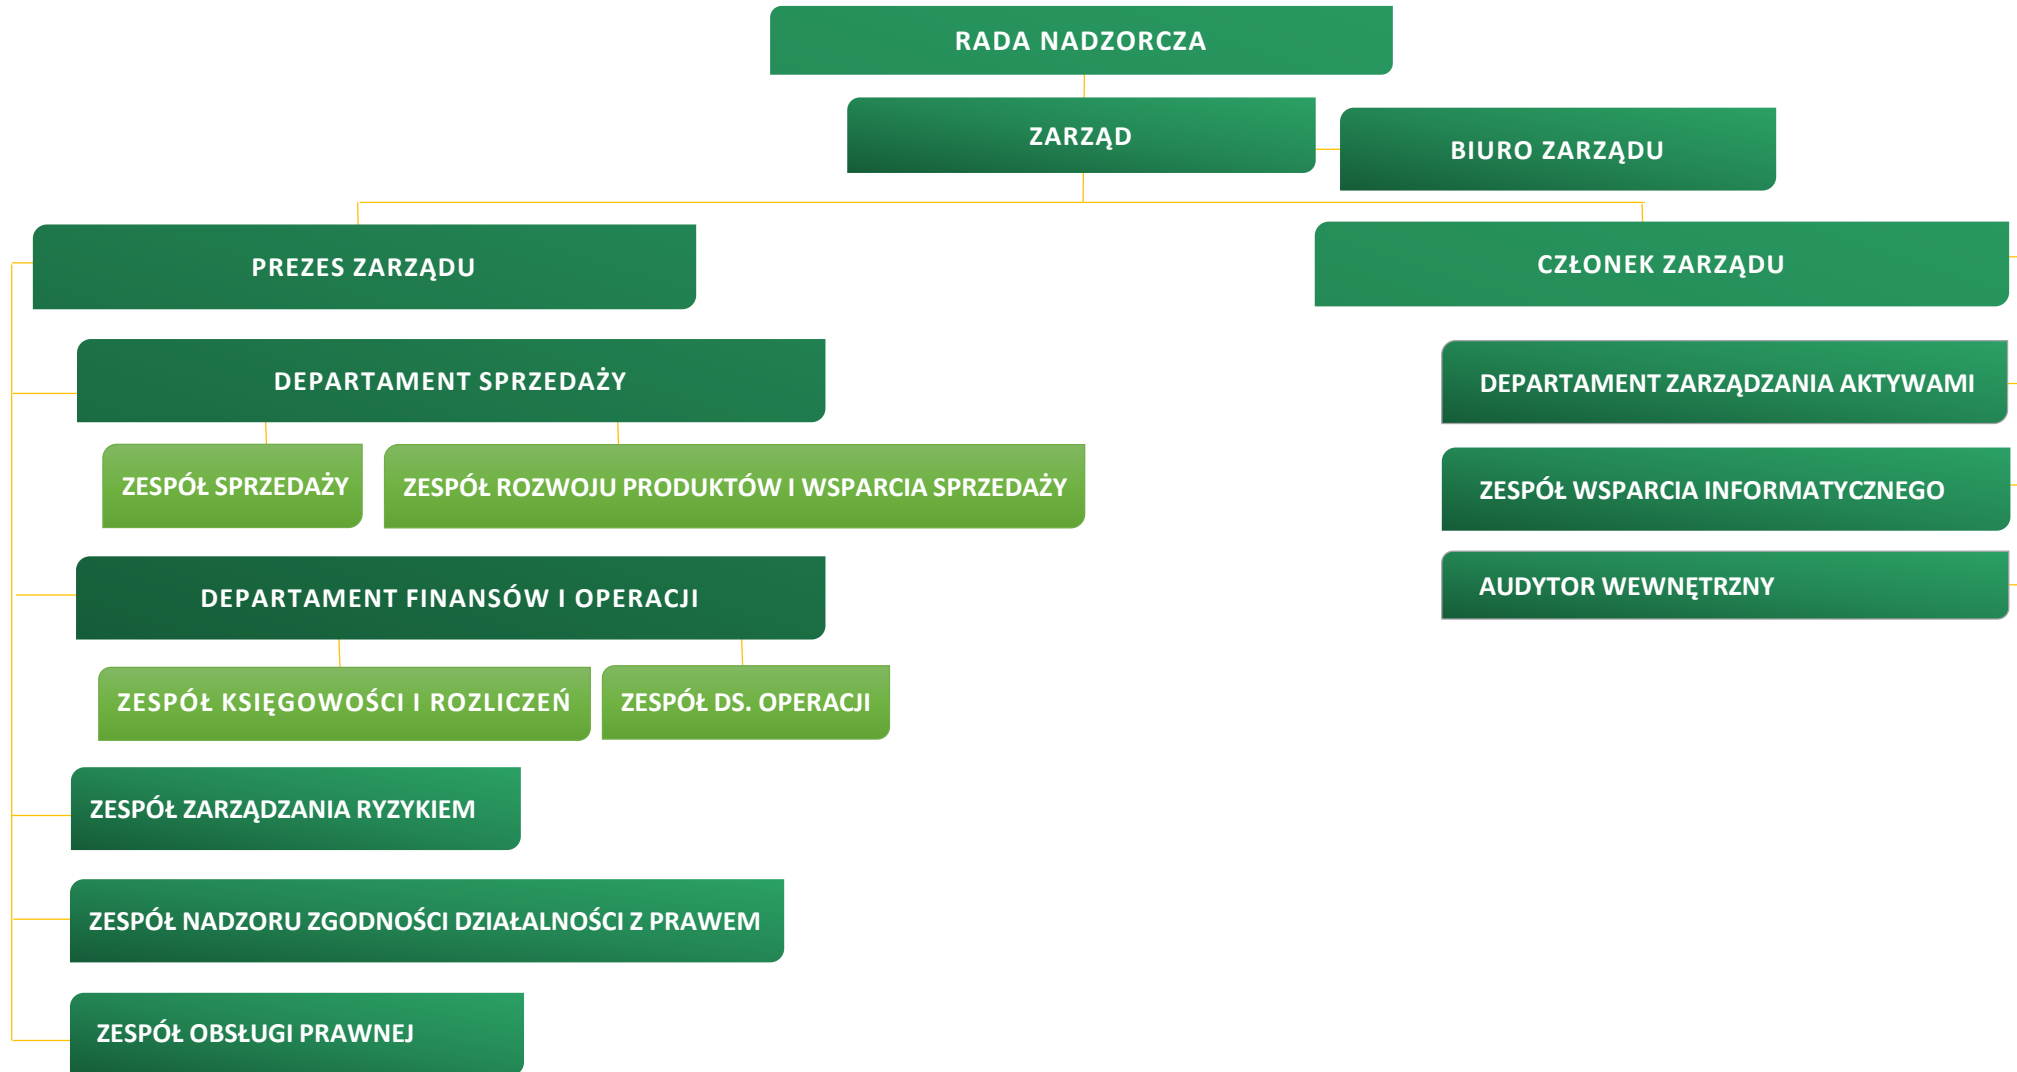 RADA NADZORCZA
ZARZĄD
BIURO ZARZĄDU
PREZES ZARZĄDU
CZŁONEK ZARZĄDU
DEPARTAMENT SPRZEDAŻY
DEPARTAMENT ZARZĄDZANIA AKTYWAMI
ZESPÓŁ SPRZEDAŻY
ZESPÓŁ ROZWOJU PRODUKTÓW I WSPARCIA SPRZEDAŻY
ZESPÓŁ WSPARCIA INFORMATYCZNEGO
DEPARTAMENT FINANSÓW I OPERACJI
AUDYTOR WEWNĘTRZNY
ZESPÓŁ KSIĘGOWOŚCI I ROZLICZEŃ
ZESPÓŁ DS. OPERACJI
ZESPÓŁ ZARZĄDZANIA RYZYKIEM
ZESPÓŁ NADZORU ZGODNOŚCI DZIAŁALNOŚCI Z PRAWEM
ZESPÓŁ OBSŁUGI PRAWNEJ